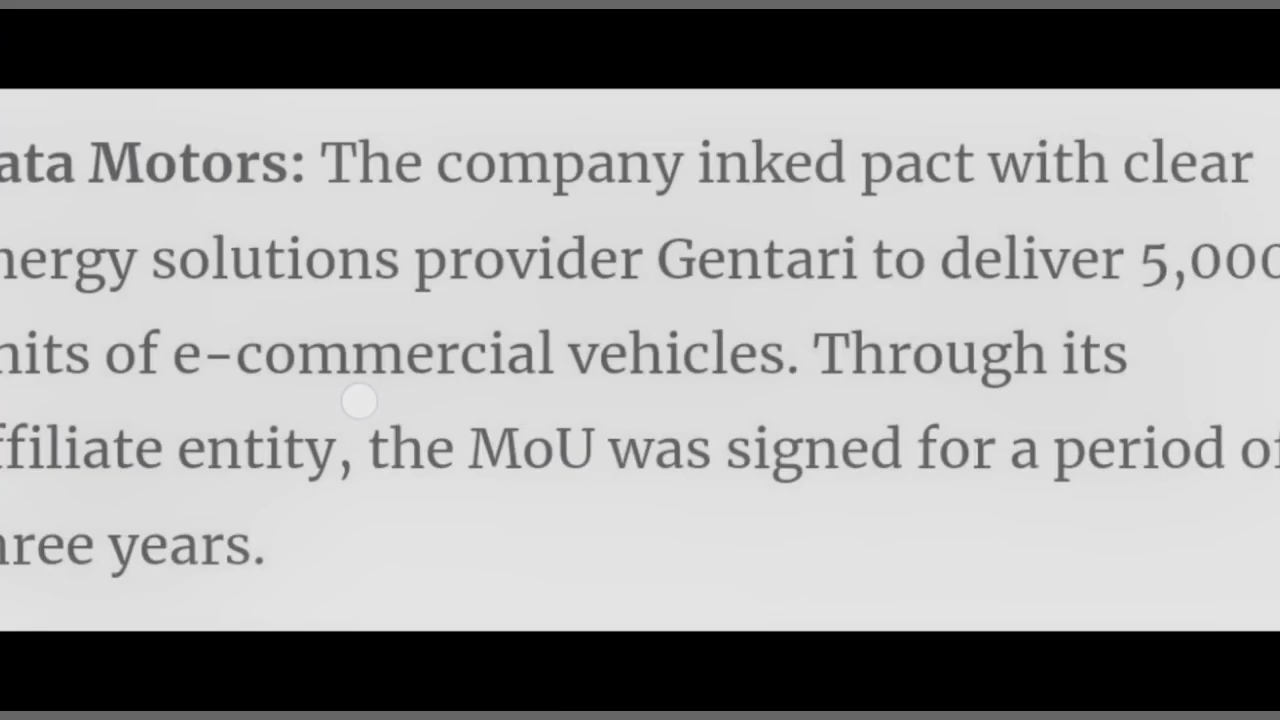 ata Motors: The company inked pact with clear
nergy solutions provider Gentari to deliver 5,000
nits of e-commercial vehicles. Through its
ffiliate entity, the MoU was signed for a period of
hree years.